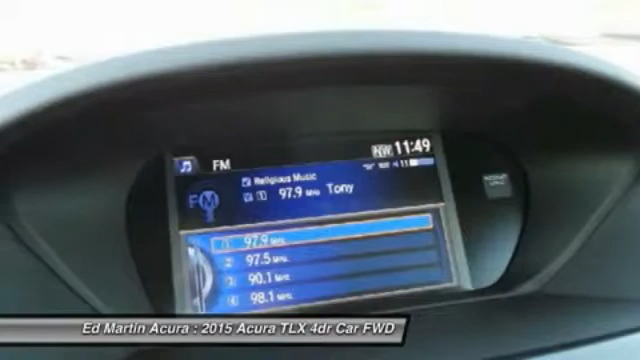 FM
NW 11:49
Religious Music
FM
1 97.9 MHz Tony
1 97.9 MHz
2 97.5 MHz
3 90.1 MHz
4 98.1 MHz
Ed Martin Acura : 2015 Acura TLX 4dr Car FWD